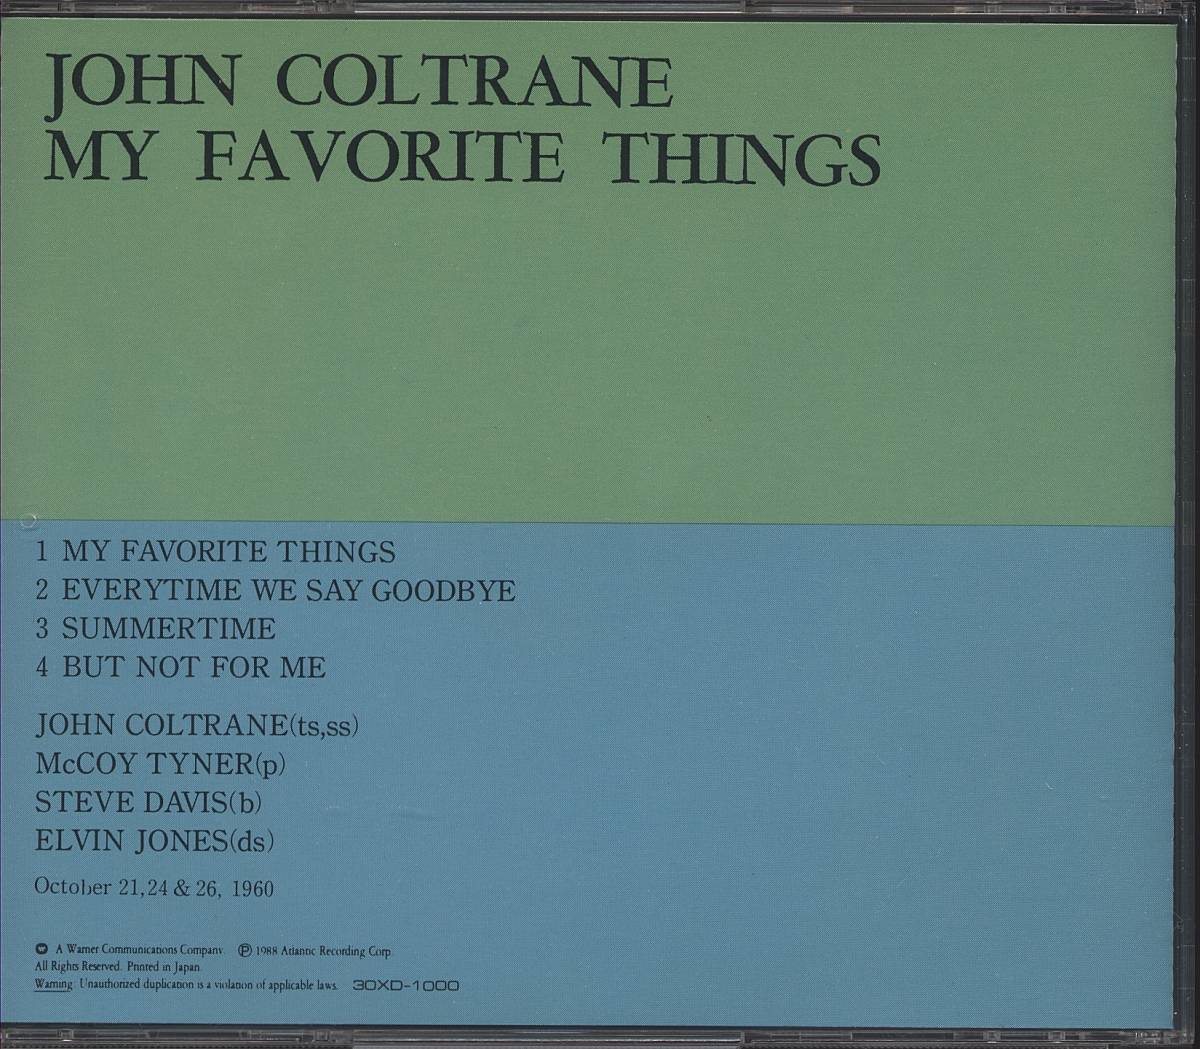 JOHN COLTRANE
MY FAVORITE THINGS
1 MY FAVORITE THINGS
2 EVERYTIME WE SAY GOODBYE
3 SUMMERTIME
4 BUT NOT FOR ME
JOHN COLTRANE(ts,ss)
McCOY TYNER(p)
STEVE DAVIS(b)
ELVIN JONES(ds)
October 21,24 & 26, 1960
A Warner Communications Company. ℗ 1988 Atlantic Recording Corp.
All Rights Reserved. Printed in Japan.
Warning: Unauthorized duplication is a violation of applicable laws. 30XD-1000